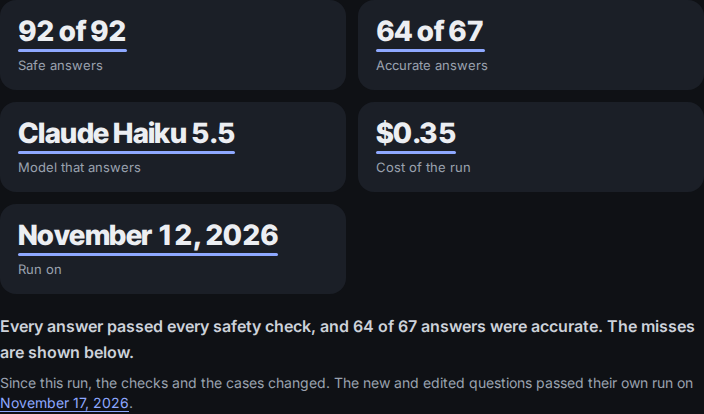 92 of 92
Safe answers
64 of 67
Accurate answers
Claude Haiku 5.5
Model that answers
$0.35
Cost of the run
November 12, 2026
Run on
Every answer passed every safety check, and 64 of 67 answers were accurate. The misses
are shown below.
Since this run, the checks and the cases changed. The new and edited questions passed their own run on
November 17, 2026.